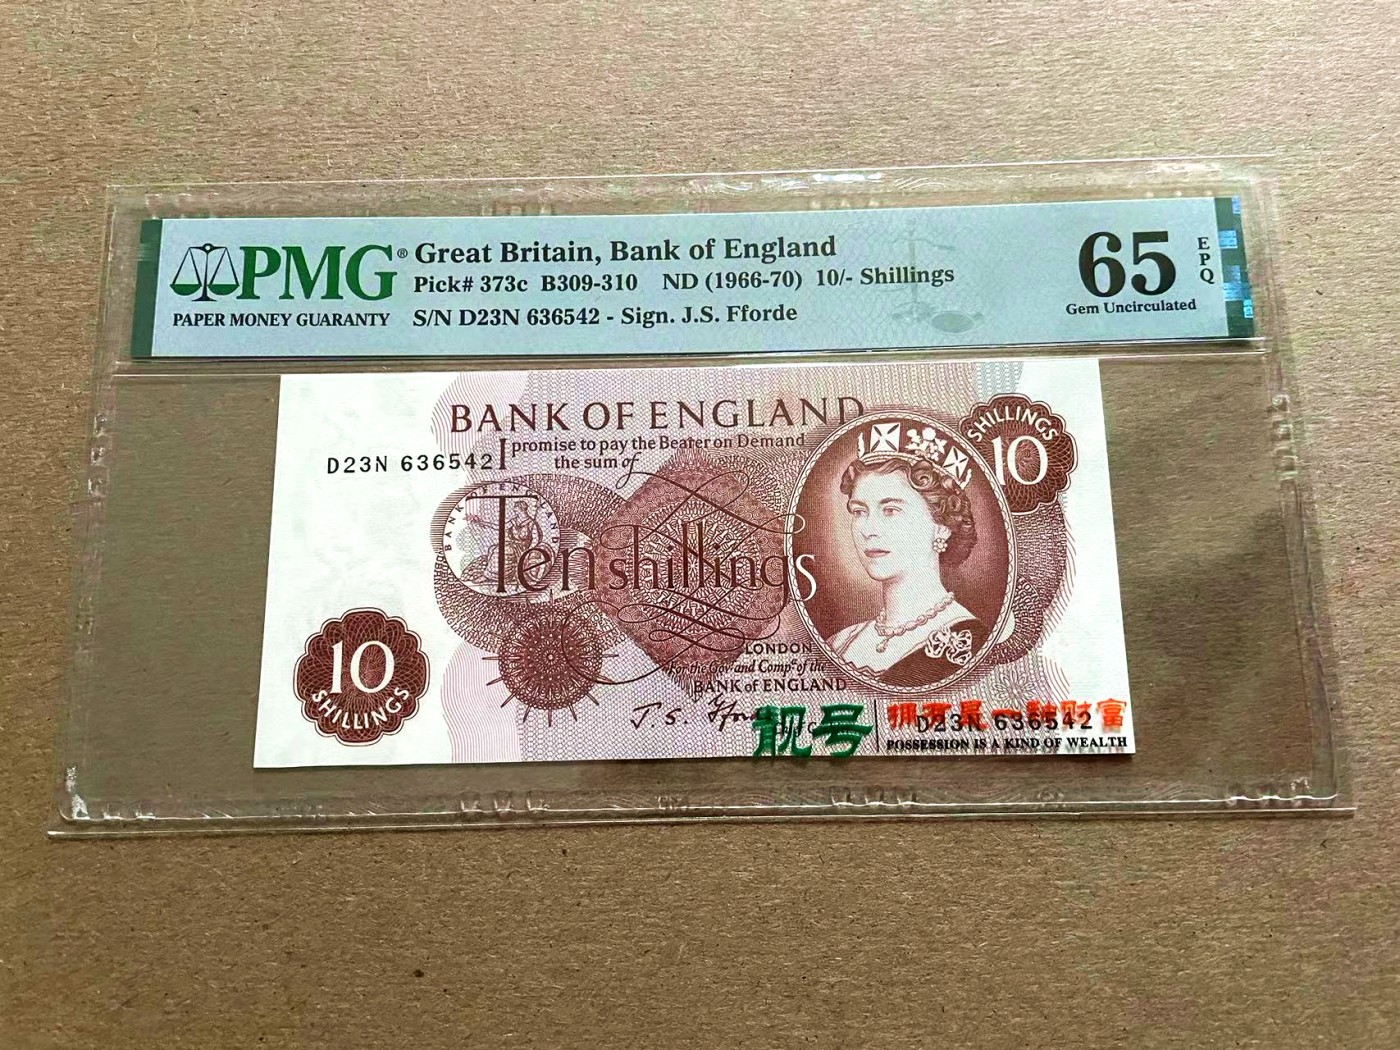 PMG®
PAPER MONEY GUARANTY
Great Britain, Bank of England
Pick# 373c B309-310 ND (1966-70) 10/- Shillings
S/N D23N 636542 - Sign. J.S. Fforde
65
EPQ
Gem Uncirculated
BANK OF ENGLAND
I promise to pay the Bearer on Demand
the sum of
D23N 636542
SHILLINGS
10
BANK OF ENGLAND
Ten shillings
10
SHILLINGS
LONDON
For the Govr and Compa of the
BANK of ENGLAND
J. S. Fforde
D23N 636542
靓号
拥有是一种财富
POSSESSION IS A KIND OF WEALTH